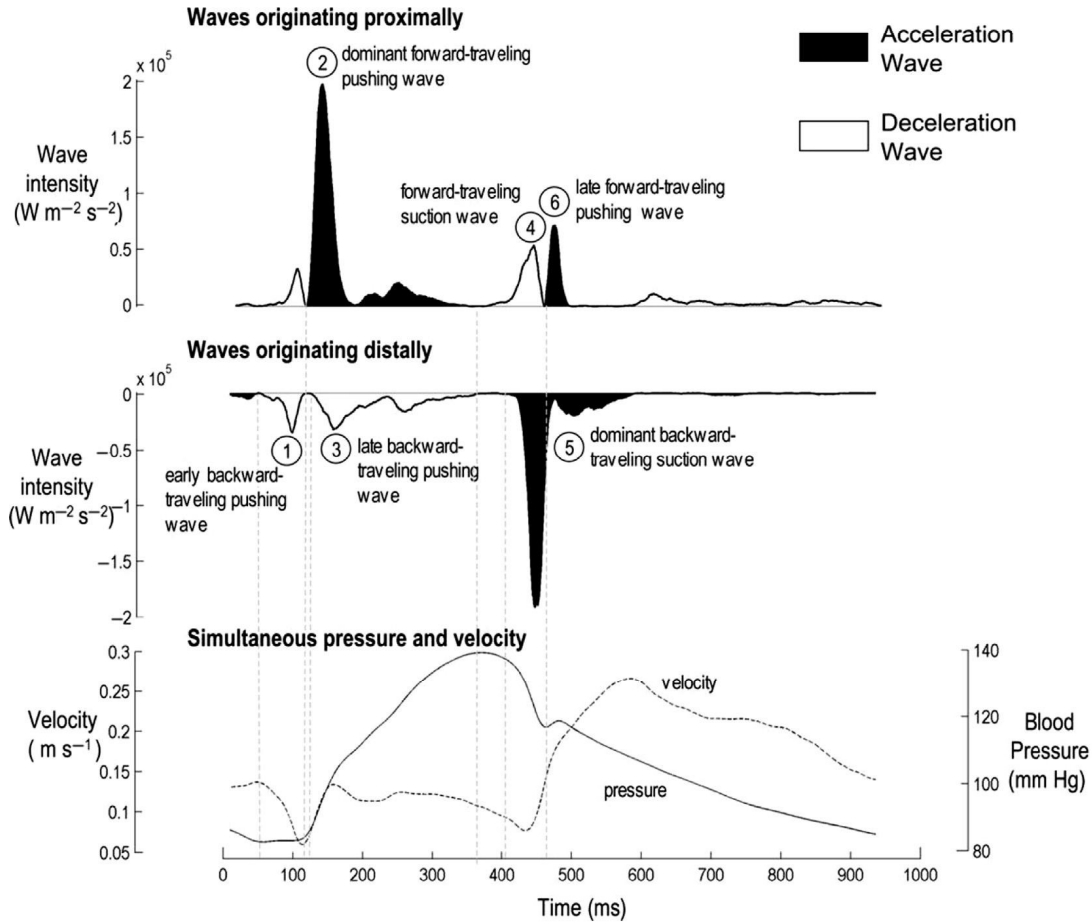 Waves originating proximally
Acceleration
Wave
Deceleration
Wave
x 10⁵
2
1.5
1
0.5
0
Wave
intensity
(W m−2 s−2)
2
dominant forward-traveling
pushing wave
forward-traveling
suction wave
4
6
late forward-traveling
pushing wave
Waves originating distally
x 10⁵
0
−0.5
−1
−1.5
−2
Wave
intensity
(W m−2 s−2)
1
early backward-
traveling pushing
wave
3
late backward-
traveling pushing
wave
5
dominant backward-
traveling suction wave
Simultaneous pressure and velocity
0.3
0.25
0.2
0.15
0.1
0.05
Velocity
( m s−1)
velocity
pressure
140
120
100
80
Blood
Pressure
(mm Hg)
0 100 200 300 400 500 600 700 800 900 1000
Time (ms)